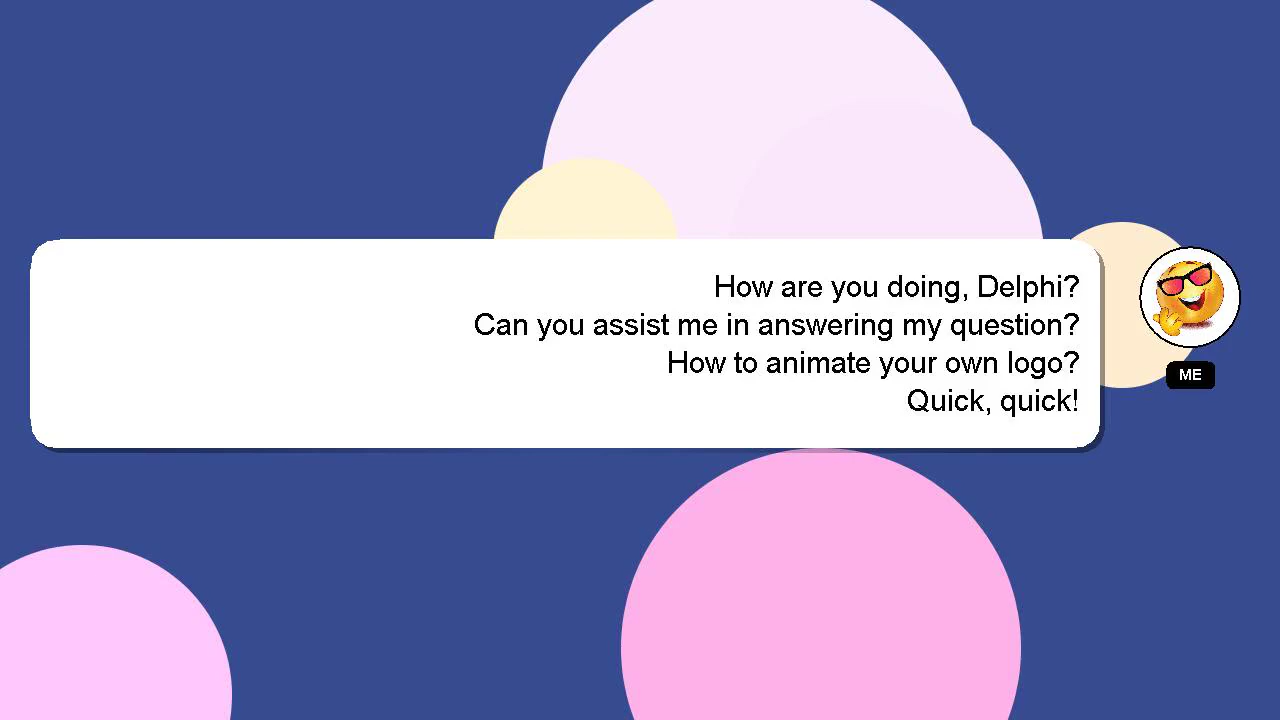 How are you doing, Delphi?
Can you assist me in answering my question?
How to animate your own logo?
Quick, quick!
ME